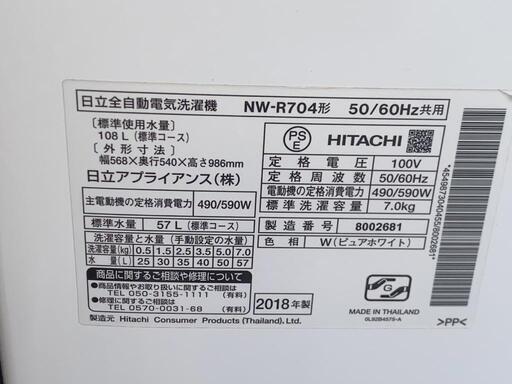 日立全自動電気洗濯機 NW-R704形 50/60Hz共用
〔標準使用水量〕
108L（標準コース）
〔外形寸法〕
幅568×奥行540×高さ986mm
日立アプライアンス（株）
主電動機の定格消費電力 490/590W
標準水量 57L（標準コース）
洗濯容量と水量（手動設定の水量）
洗濯容量(kg) 0.5 1.5 2.5 3.5 5.0 7.0
水量(L) 25 30 35 40 50 57
商品に関するご相談や修理について
商品情報やお取り扱いに関するご相談
TEL 050-3155-1111（有料）
修理に関するご相談
TEL 0570-0031-68（有料）
2018年製
製造元 Hitachi Consumer Products (Thailand), Ltd.
PSE HITACHI
定格電圧 100V
定格周波数 50/60Hz
電動機の定格消費電力 490/590W
標準洗濯容量 7.0kg
製造番号 8002681
色相 W（ピュアホワイト）
G
MADE IN THAILAND
GL92B4575-A
>PP<
*4549873040455/8002681*